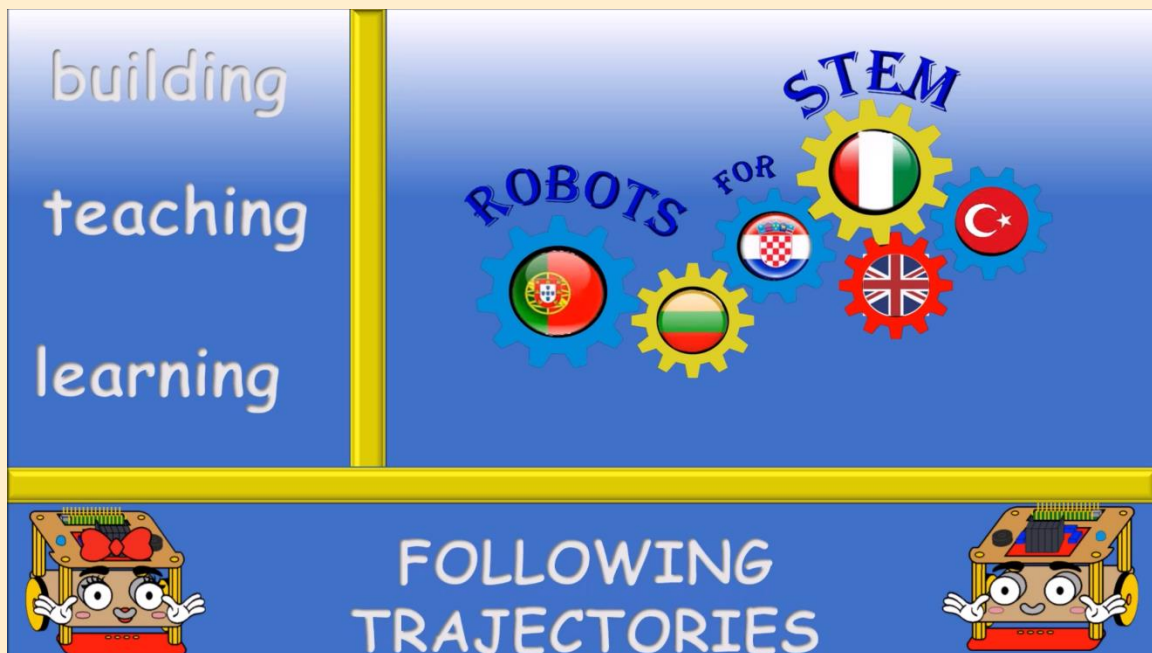 building
teaching
learning
ROBOTS FOR STEM
FOLLOWING
TRAJECTORIES